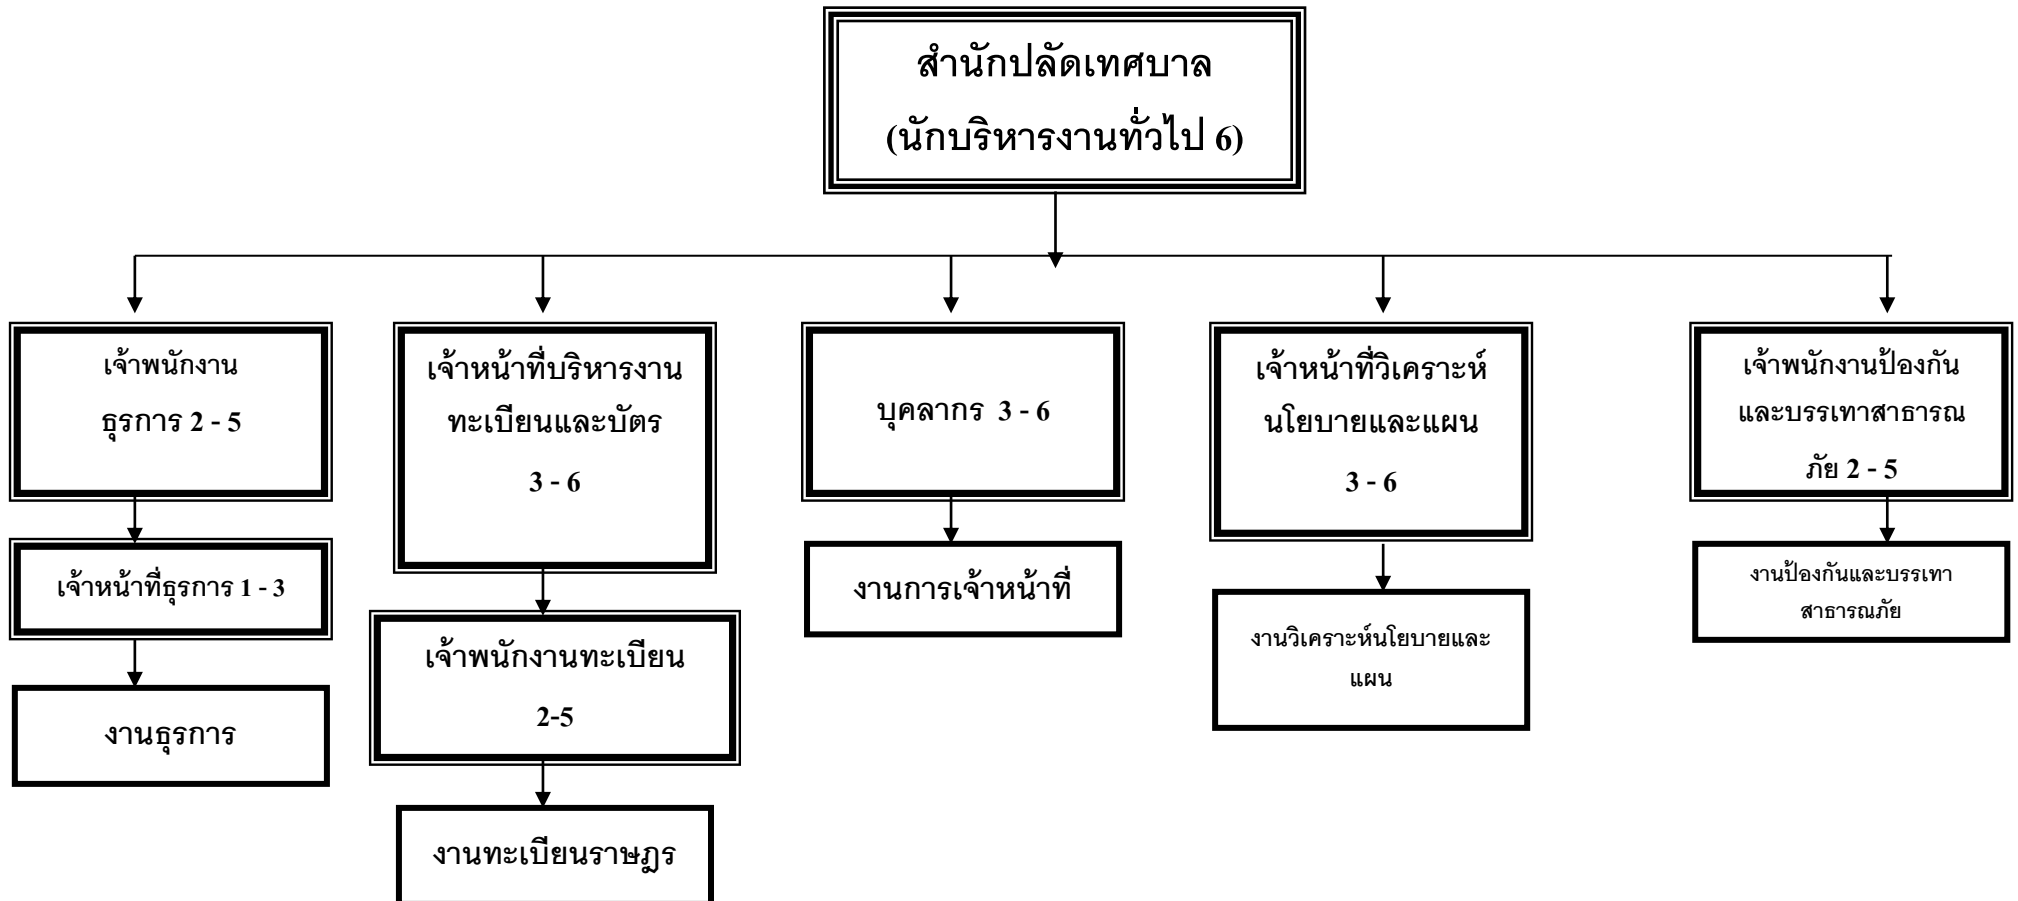 สำนักปลัดเทศบาล
(นักบริหารงานทั่วไป 6)
เจ้าพนักงาน
ธุรการ 2 - 5
เจ้าหน้าที่บริหารงาน
ทะเบียนและบัตร
3 - 6
บุคลากร 3 - 6
เจ้าหน้าที่วิเคราะห์
นโยบายและแผน
3 - 6
เจ้าพนักงานป้องกัน
และบรรเทาสาธารณ
ภัย 2 - 5
เจ้าหน้าที่ธุรการ 1 - 3
งานการเจ้าหน้าที่
งานป้องกันและบรรเทา
สาธารณภัย
เจ้าพนักงานทะเบียน
2-5
งานวิเคราะห์นโยบายและ
แผน
งานธุรการ
งานทะเบียนราษฎร